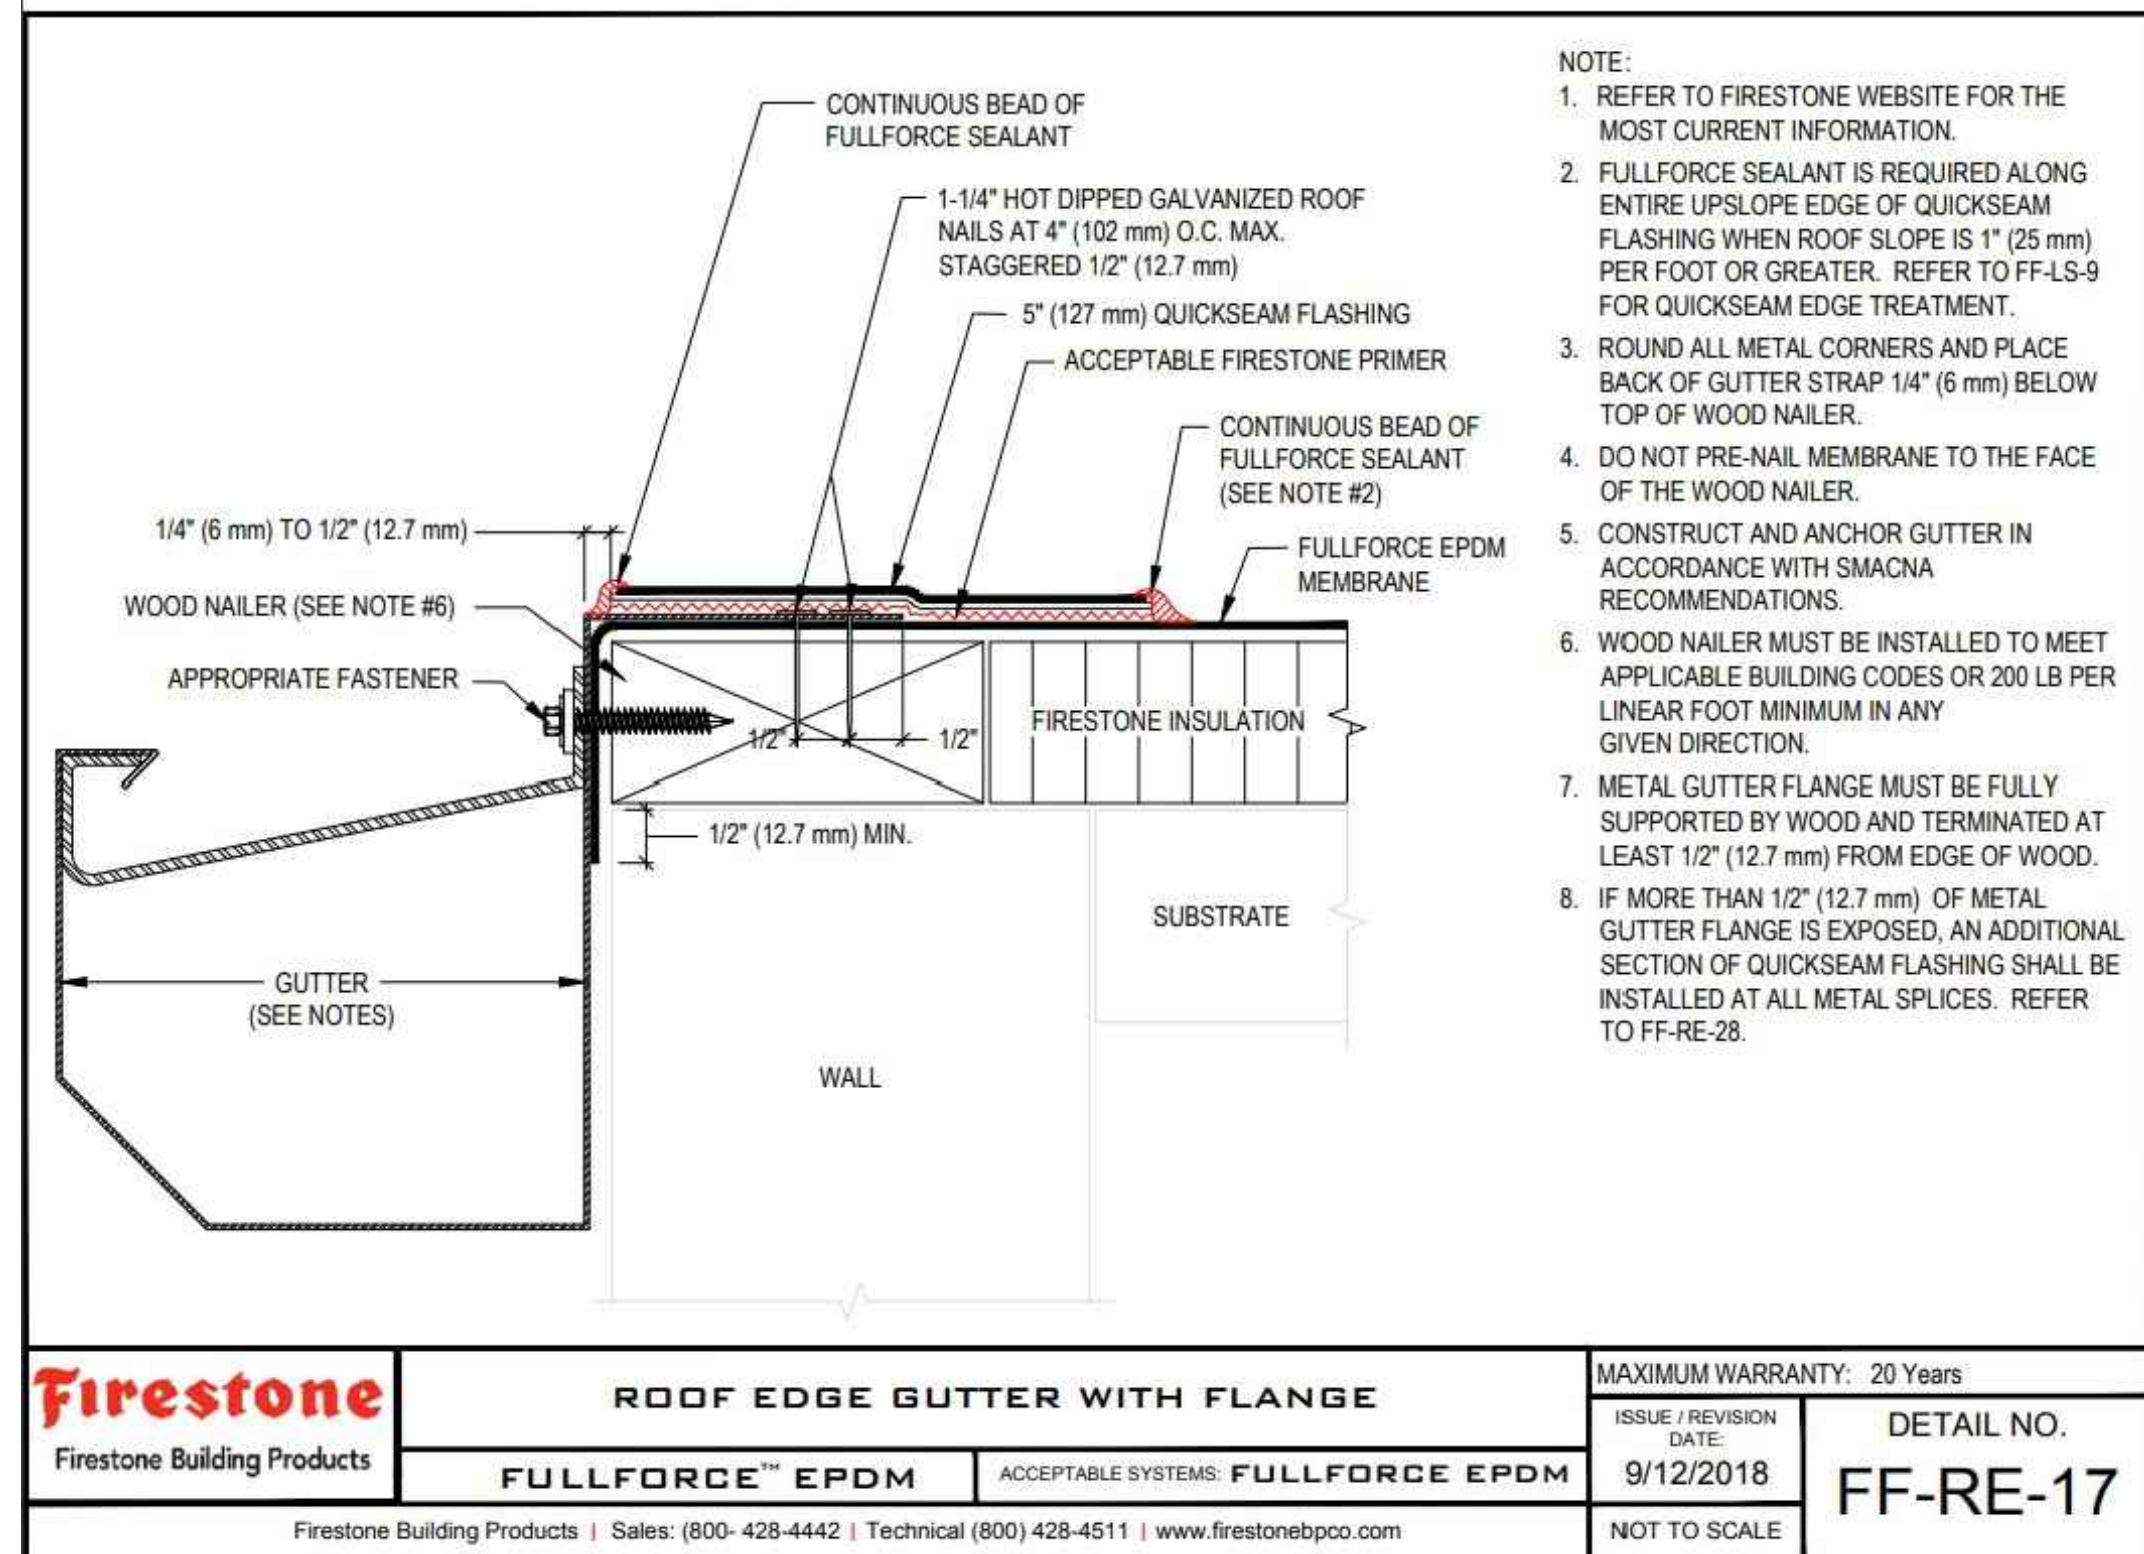 CONTINUOUS BEAD OF
FULLFORCE SEALANT
1-1/4" HOT DIPPED GALVANIZED ROOF
NAILS AT 4" (102 mm) O.C. MAX.
STAGGERED 1/2" (12.7 mm)
5" (127 mm) QUICKSEAM FLASHING
ACCEPTABLE FIRESTONE PRIMER
CONTINUOUS BEAD OF
FULLFORCE SEALANT
(SEE NOTE #2)
1/4" (6 mm) TO 1/2" (12.7 mm)
FULLFORCE EPDM
MEMBRANE
WOOD NAILER (SEE NOTE #6)
APPROPRIATE FASTENER
1/2"
1/2"
FIRESTONE INSULATION
1/2" (12.7 mm) MIN.
SUBSTRATE
GUTTER
(SEE NOTES)
WALL
NOTE:
1. REFER TO FIRESTONE WEBSITE FOR THE
MOST CURRENT INFORMATION.
2. FULLFORCE SEALANT IS REQUIRED ALONG
ENTIRE UPSLOPE EDGE OF QUICKSEAM
FLASHING WHEN ROOF SLOPE IS 1" (25 mm)
PER FOOT OR GREATER. REFER TO FF-LS-9
FOR QUICKSEAM EDGE TREATMENT.
3. ROUND ALL METAL CORNERS AND PLACE
BACK OF GUTTER STRAP 1/4" (6 mm) BELOW
TOP OF WOOD NAILER.
4. DO NOT PRE-NAIL MEMBRANE TO THE FACE
OF THE WOOD NAILER.
5. CONSTRUCT AND ANCHOR GUTTER IN
ACCORDANCE WITH SMACNA
RECOMMENDATIONS.
6. WOOD NAILER MUST BE INSTALLED TO MEET
APPLICABLE BUILDING CODES OR 200 LB PER
LINEAR FOOT MINIMUM IN ANY
GIVEN DIRECTION.
7. METAL GUTTER FLANGE MUST BE FULLY
SUPPORTED BY WOOD AND TERMINATED AT
LEAST 1/2" (12.7 mm) FROM EDGE OF WOOD.
8. IF MORE THAN 1/2" (12.7 mm) OF METAL
GUTTER FLANGE IS EXPOSED, AN ADDITIONAL
SECTION OF QUICKSEAM FLASHING SHALL BE
INSTALLED AT ALL METAL SPLICES. REFER
TO FF-RE-28.
Firestone
Firestone Building Products
ROOF EDGE GUTTER WITH FLANGE
FULLFORCE™ EPDM
ACCEPTABLE SYSTEMS: FULLFORCE EPDM
MAXIMUM WARRANTY: 20 Years
ISSUE / REVISION
DATE:
9/12/2018
NOT TO SCALE
DETAIL NO.
FF-RE-17
Firestone Building Products | Sales: (800- 428-4442 | Technical (800) 428-4511 | www.firestonebpco.com